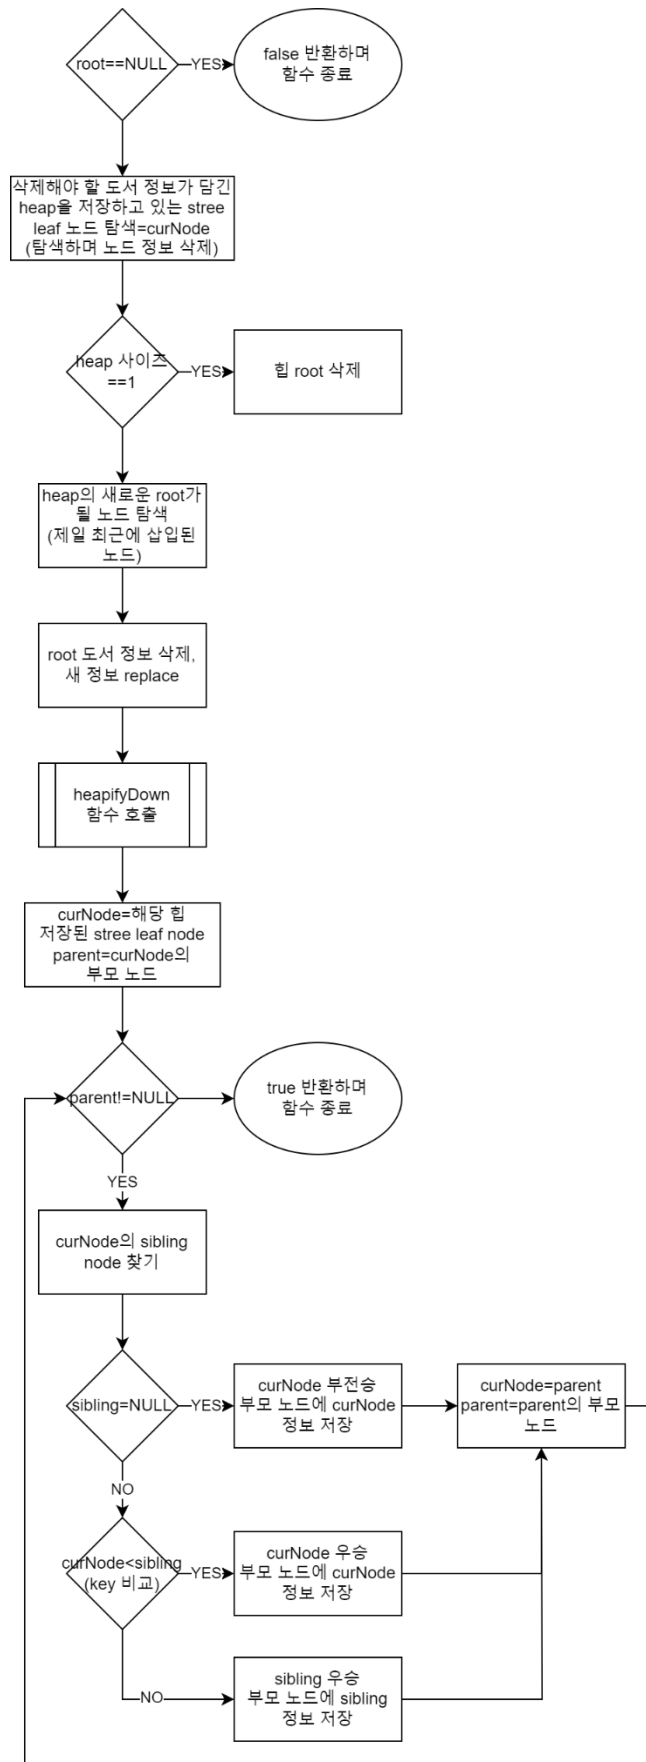 root==NULL
YES
false 반환하며
함수 종료
삭제해야 할 도서 정보가 담긴
heap을 저장하고 있는 stree
leaf 노드 탐색=curNode
(탐색하며 노드 정보 삭제)
heap 사이즈
==1
YES
힙 root 삭제
heap의 새로운 root가
될 노드 탐색
(제일 최근에 삽입된
노드)
root 도서 정보 삭제,
새 정보 replace
heapifyDown
함수 호출
curNode=해당 힙
저장된 stree leaf node
parent=curNode의
부모 노드
parent!=NULL
true 반환하며
함수 종료
YES
curNode의 sibling
node 찾기
sibling=NULL
YES
curNode 부전승
부모 노드에 curNode
정보 저장
curNode=parent
parent=parent의 부모
노드
NO
curNode<sibling
(key 비교)
YES
curNode 우승
부모 노드에 curNode
정보 저장
NO
sibling 우승
부모 노드에 sibling
정보 저장